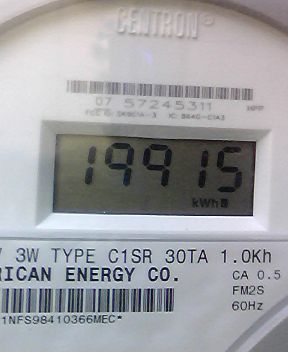 CENTRON®
07 57245311
19915
kWh
3W TYPE C1SR 30TA 1.0Kh
RICAN ENERGY CO.
CA 0.5
FM2S
60Hz
1NFS98410366MEC*